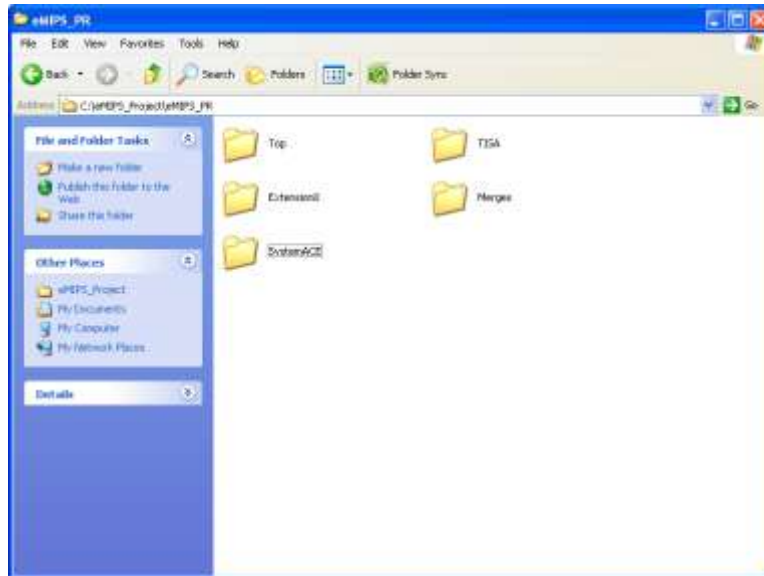 eMIPS_PR
File Edit View Favorites Tools Help
Back Search Folders Folder Sync
Address C:\eMIPS_Project\eMIPS_PR Go
File and Folder Tasks
Make a new folder
Publish this folder to the
Web
Share this folder
Other Places
eMIPS_Project
My Documents
My Computer
My Network Places
Details
Top
TISA
Extension0
Merges
SystemACE